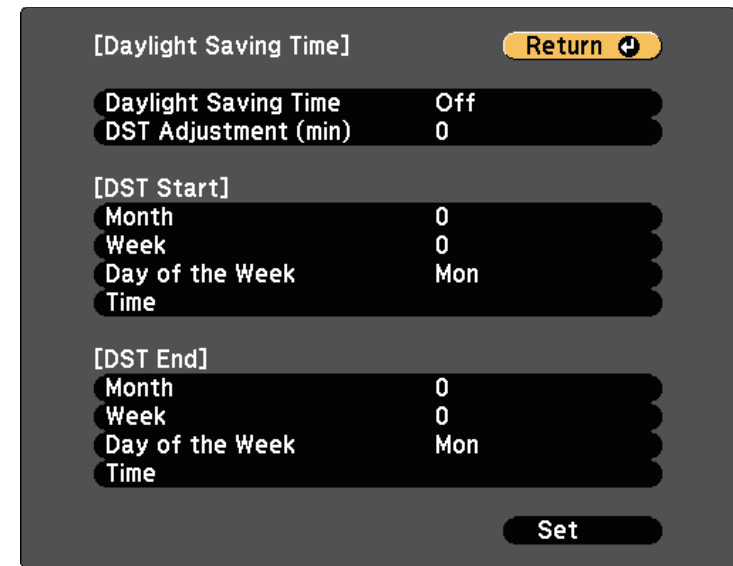 [Daylight Saving Time] Return
Daylight Saving Time Off
DST Adjustment (min) 0
[DST Start]
Month 0
Week 0
Day of the Week Mon
Time
[DST End]
Month 0
Week 0
Day of the Week Mon
Time
Set